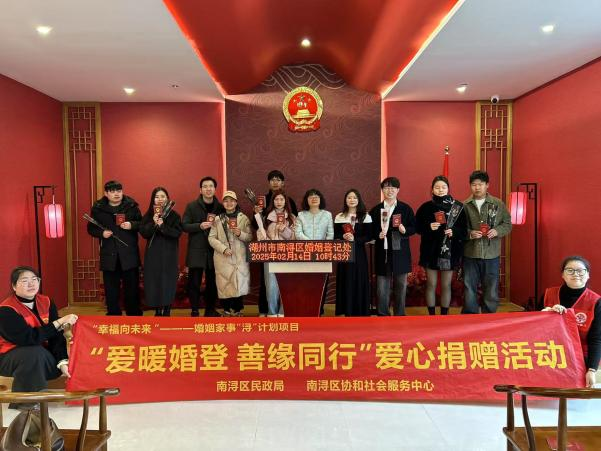 湖州市南浔区婚姻登记处
2025年02月14日 10时43分
“幸福向未来”———婚姻家事“浔”计划项目
“爱暖婚登 善缘同行”爱心捐赠活动
南浔区民政局 南浔区协和社会服务中心